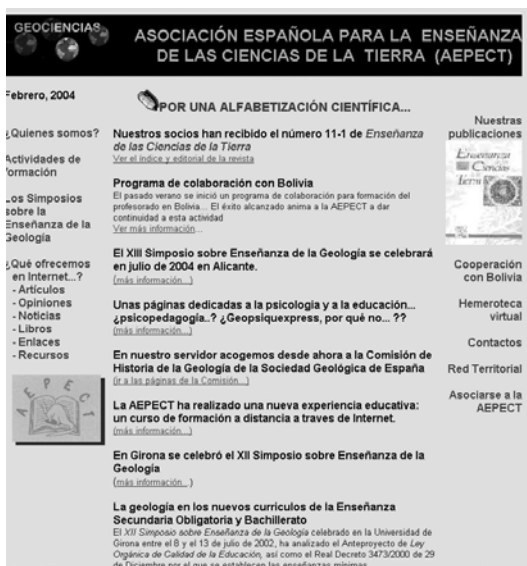 GEOCIENCIAS
ASOCIACIÓN ESPAÑOLA PARA LA ENSEÑANZA
DE LAS CIENCIAS DE LA TIERRA (AEPECT)
Febrero, 2004
¿Quienes somos?
Actividades de
formación
Los Simposios
sobre la
Enseñanza de la
Geología
¿Qué ofrecemos
en Internet...?
- Artículos
- Opiniones
- Noticias
- Libros
- Enlaces
- Recursos
AEPECT
POR UNA ALFABETIZACIÓN CIENTÍFICA...
Nuestros socios han recibido el número 11-1 de Enseñanza
de las Ciencias de la Tierra
Ver el índice y editorial de la revista
Programa de colaboración con Bolivia
El pasado verano se inició un programa de colaboración para formación del
profesorado en Bolivia... El éxito alcanzado anima a la AEPECT a dar
continuidad a esta actividad
Ver más información...
El XIII Simposio sobre Enseñanza de la Geología se celebrará
en julio de 2004 en Alicante.
(más información...)
Unas páginas dedicadas a la psicología y a la educación...
¿psicopedagogía..? ¿Geopsiquexpress, por qué no... ??
(más información...)
En nuestro servidor acogemos desde ahora a la Comisión de
Historia de la Geología de la Sociedad Geológica de España
(ir a las páginas de la Comisión...)
La AEPECT ha realizado una nueva experiencia educativa:
un curso de formación a distancia a traves de Internet.
(más información...)
En Girona se celebró el XII Simposio sobre Enseñanza de la
Geología
(más información...)
La geología en los nuevos curriculos de la Enseñanza
Secundaria Obligatoria y Bachillerato
El XII Simposio sobre Enseñanza de la Geología celebrado en la Universidad de
Girona entre el 8 y el 13 de julio de 2002, ha analizado el Anteproyecto de Ley
Orgánica de Calidad de la Educación, así como el Real Decreto 3473/2000 de 29
de Diciembre por el que se establecen las enseñanzas mínimas
Nuestras
publicaciones
Enseñanza
Ciencias
Tierra
Cooperación
con Bolivia
Hemeroteca
virtual
Contactos
Red Territorial
Asociarse a la
AEPECT